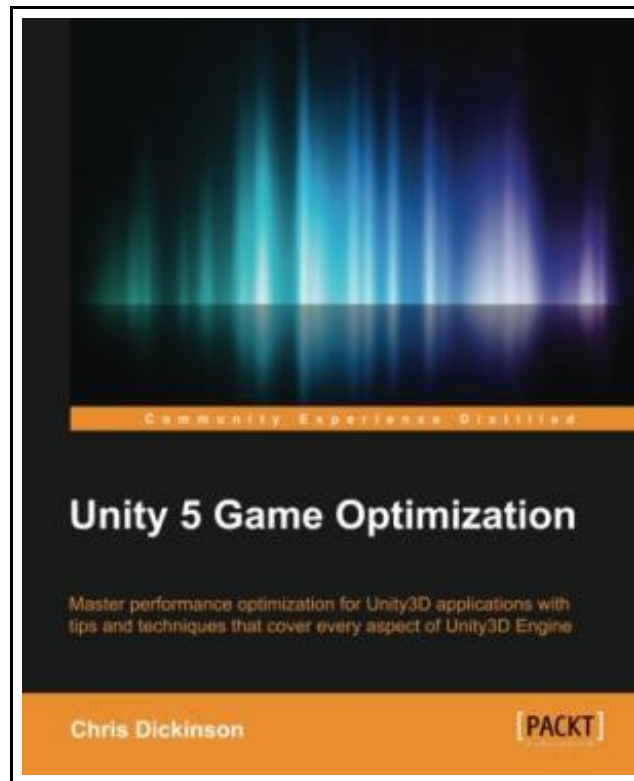 Community Experience Distilled
Unity 5 Game Optimization
Master performance optimization for Unity3D applications with
tips and techniques that cover every aspect of Unity3D Engine
Chris Dickinson
[PACKT]
PUBLISHING